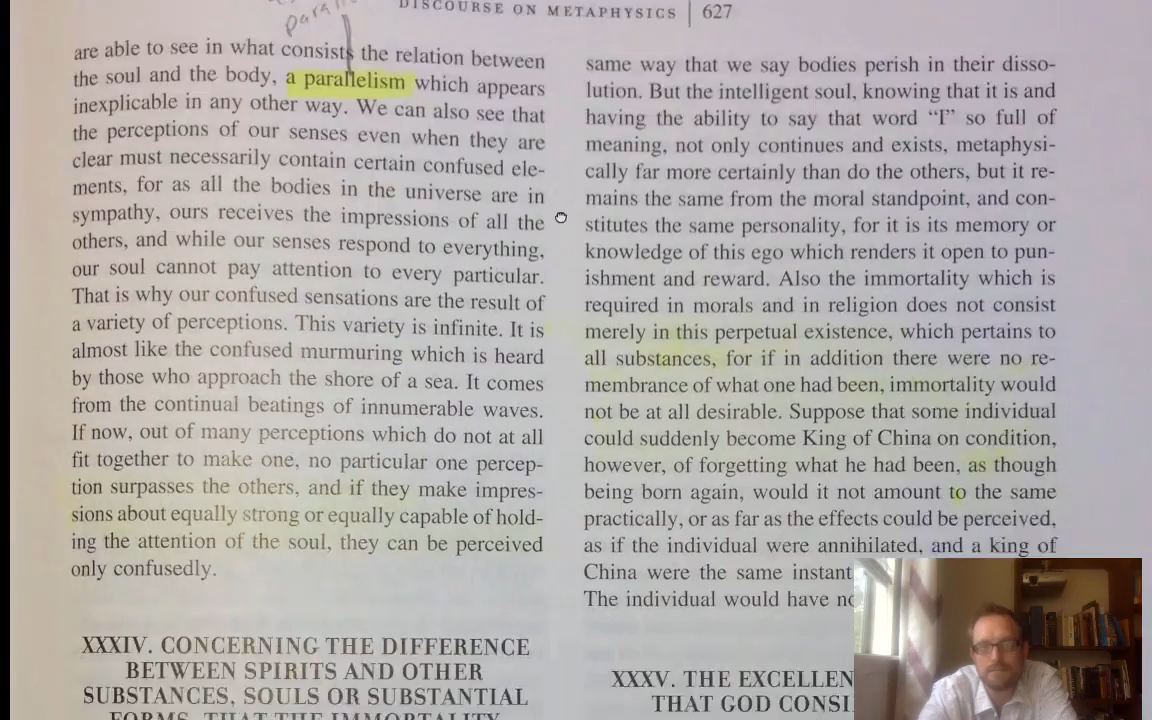 DISCOURSE ON METAPHYSICS | 627
are able to see in what consists the relation between
the soul and the body, a parallelism which appears
inexplicable in any other way. We can also see that
the perceptions of our senses even when they are
clear must necessarily contain certain confused ele-
ments, for as all the bodies in the universe are in
sympathy, ours receives the impressions of all the
others, and while our senses respond to everything,
our soul cannot pay attention to every particular.
That is why our confused sensations are the result of
a variety of perceptions. This variety is infinite. It is
almost like the confused murmuring which is heard
by those who approach the shore of a sea. It comes
from the continual beatings of innumerable waves.
If now, out of many perceptions which do not at all
fit together to make one, no particular one percep-
tion surpasses the others, and if they make impres-
sions about equally strong or equally capable of hold-
ing the attention of the soul, they can be perceived
only confusedly.
XXXIV. CONCERNING THE DIFFERENCE
BETWEEN SPIRITS AND OTHER
SUBSTANCES, SOULS OR SUBSTANTIAL
FORMS, THAT THE IMMORTALITY
same way that we say bodies perish in their disso-
lution. But the intelligent soul, knowing that it is and
having the ability to say that word “I” so full of
meaning, not only continues and exists, metaphysi-
cally far more certainly than do the others, but it re-
mains the same from the moral standpoint, and con-
stitutes the same personality, for it is its memory or
knowledge of this ego which renders it open to pun-
ishment and reward. Also the immortality which is
required in morals and in religion does not consist
merely in this perpetual existence, which pertains to
all substances, for if in addition there were no re-
membrance of what one had been, immortality would
not be at all desirable. Suppose that some individual
could suddenly become King of China on condition,
however, of forgetting what he had been, as though
being born again, would it not amount to the same
practically, or as far as the effects could be perceived,
as if the individual were annihilated, and a king of
China were the same instant
The individual would have
XXXV. THE EXCELLEN
THAT GOD CONSI